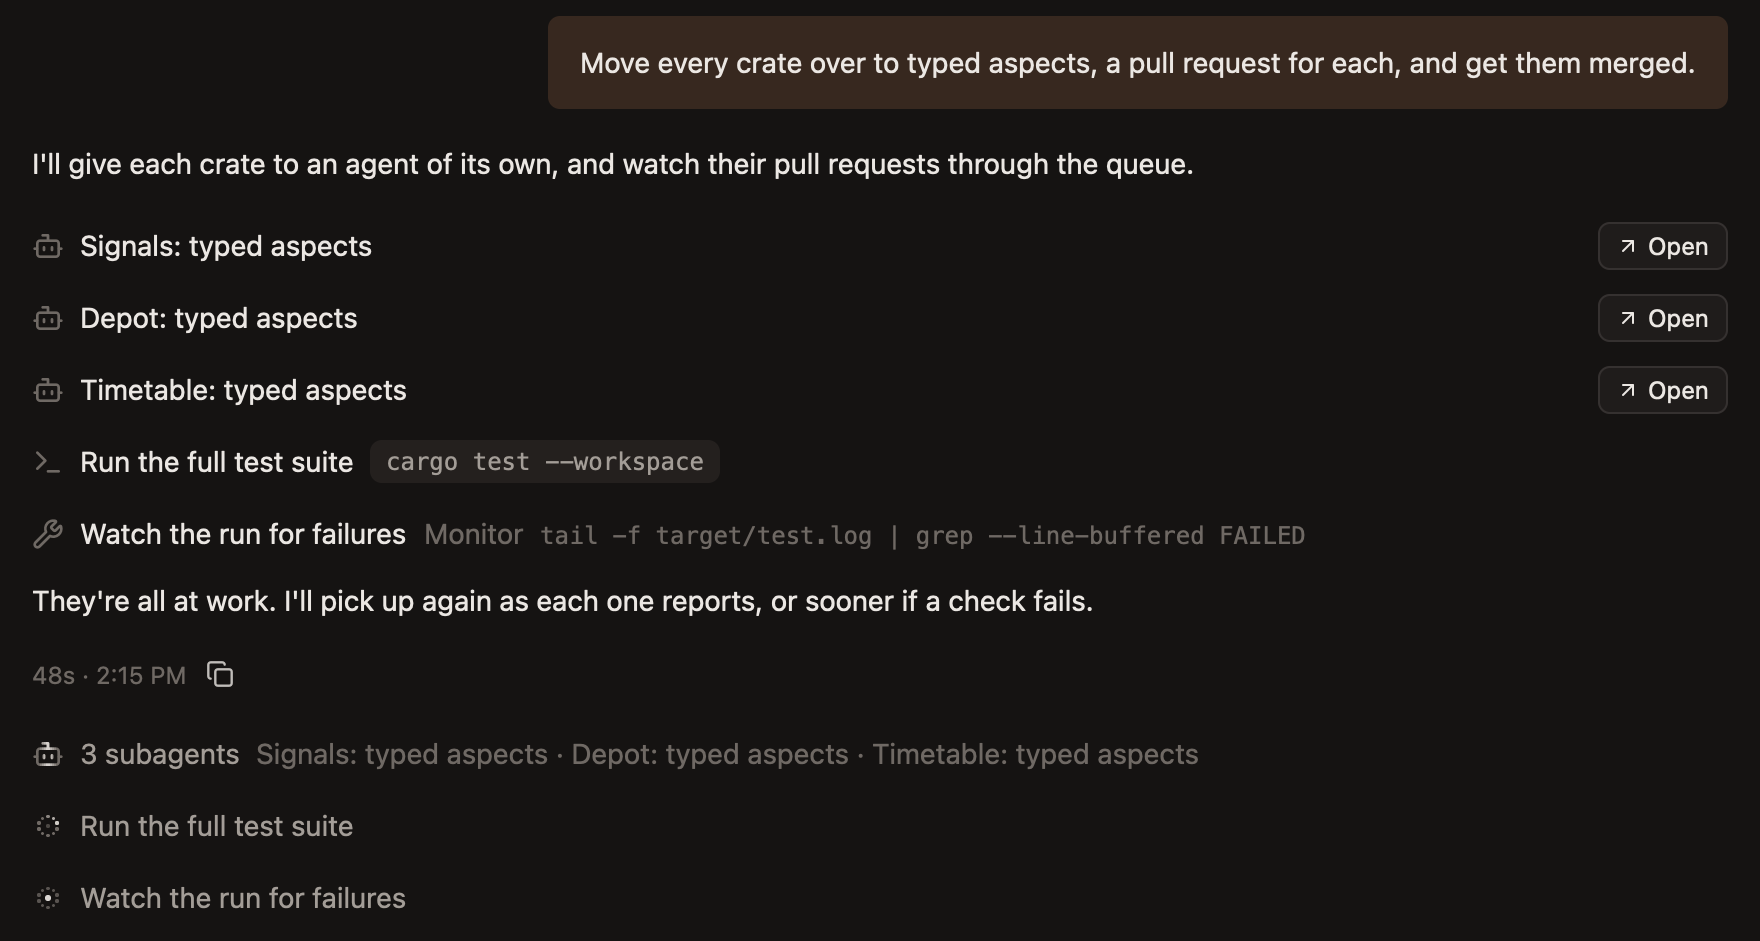 Move every crate over to typed aspects, a pull request for each, and get them merged.
I'll give each crate to an agent of its own, and watch their pull requests through the queue.
Signals: typed aspects Open
Depot: typed aspects Open
Timetable: typed aspects Open
Run the full test suite cargo test --workspace
Watch the run for failures Monitor tail -f target/test.log | grep --line-buffered FAILED
They're all at work. I'll pick up again as each one reports, or sooner if a check fails.
48s · 2:15 PM
3 subagents Signals: typed aspects · Depot: typed aspects · Timetable: typed aspects
Run the full test suite
Watch the run for failures